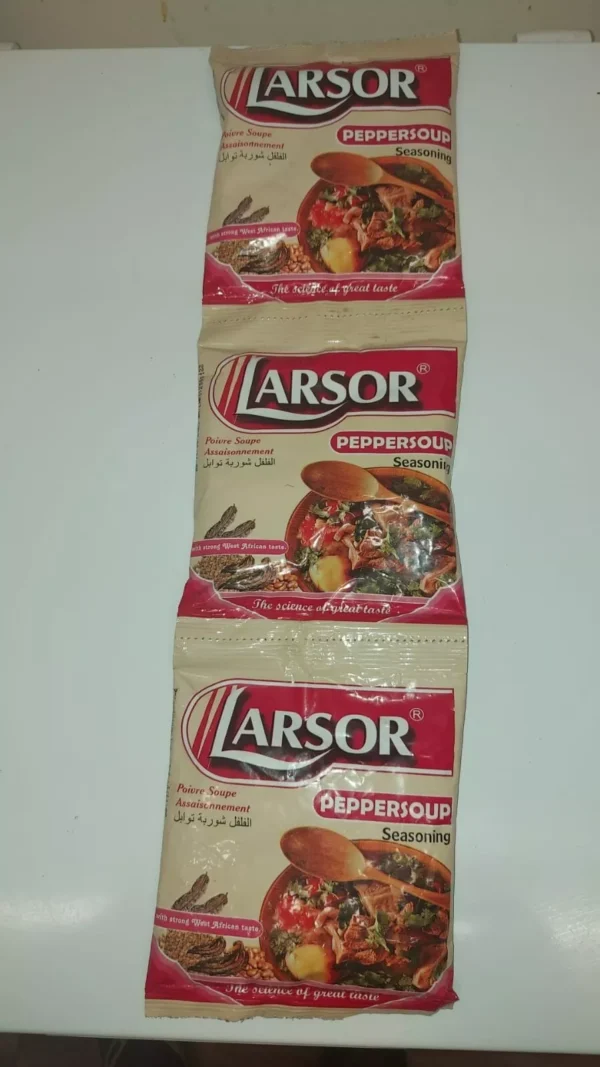 LARSOR®
PEPPERSOUP
Seasoning
Poivre Soupe
Assaisonnement
الفلفل شوربة توابل
with strong West African taste.
The science of great taste
LARSOR®
PEPPERSOUP
Seasoning
Poivre Soupe
Assaisonnement
الفلفل شوربة توابل
with strong West African taste.
The science of great taste
LARSOR®
PEPPERSOUP
Seasoning
Poivre Soupe
Assaisonnement
الفلفل شوربة توابل
with strong West African taste.
The science of great taste